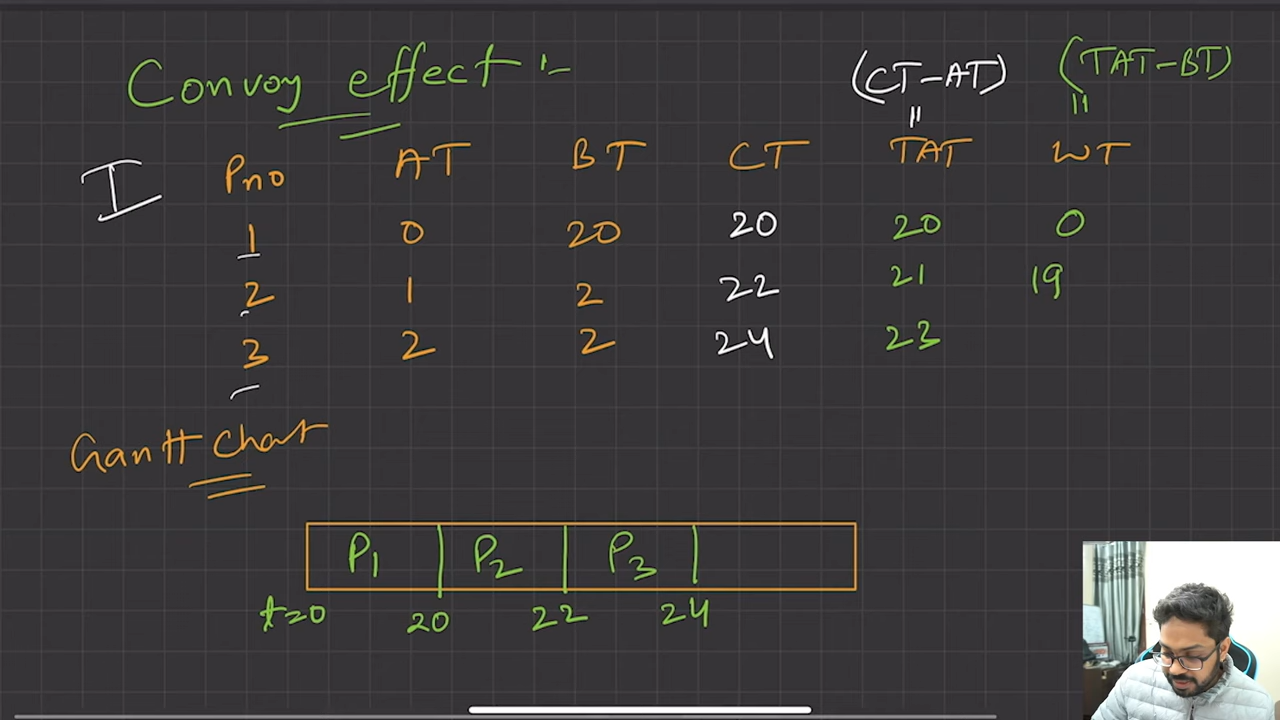 Convoy effect :-
(CT-AT) (TAT-BT)
= =
I Pno AT BT CT TAT WT
1 0 20 20 20 0
2 1 2 22 21 19
3 2 2 24 23
Gantt Chart
P1 P2 P3
t=0 20 22 24